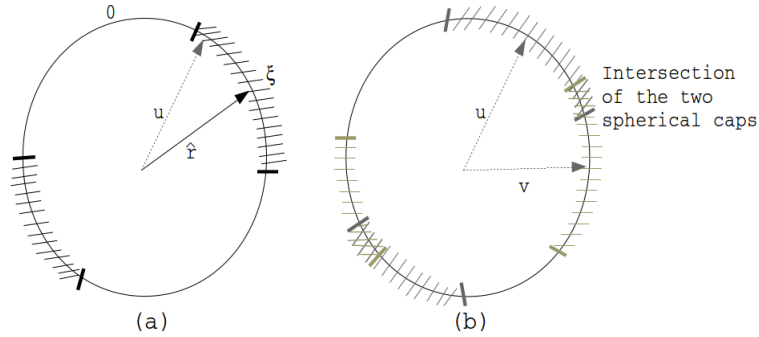 0
ξ
u
r̂
(a)
u
v
Intersection
of the two
spherical caps
(b)